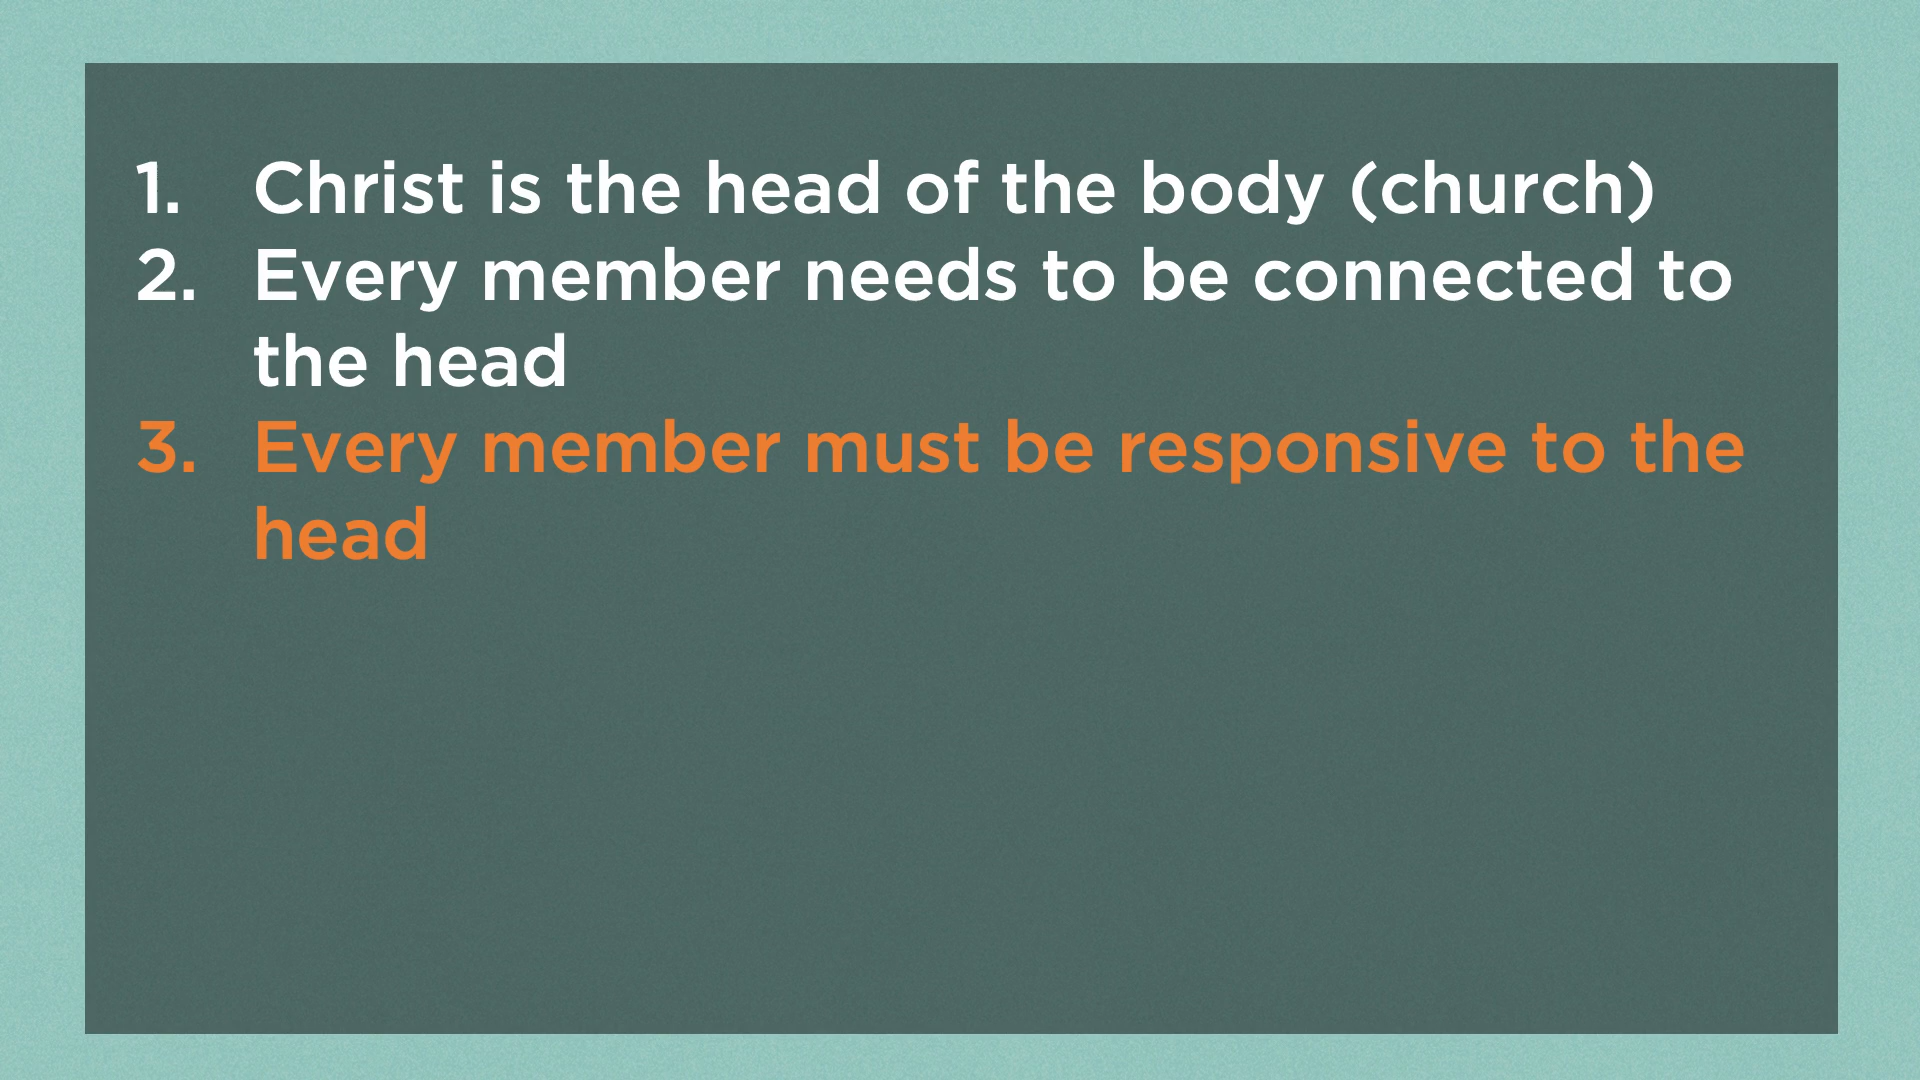 1. Christ is the head of the body (church)
2. Every member needs to be connected to
the head
3. Every member must be responsive to the
head